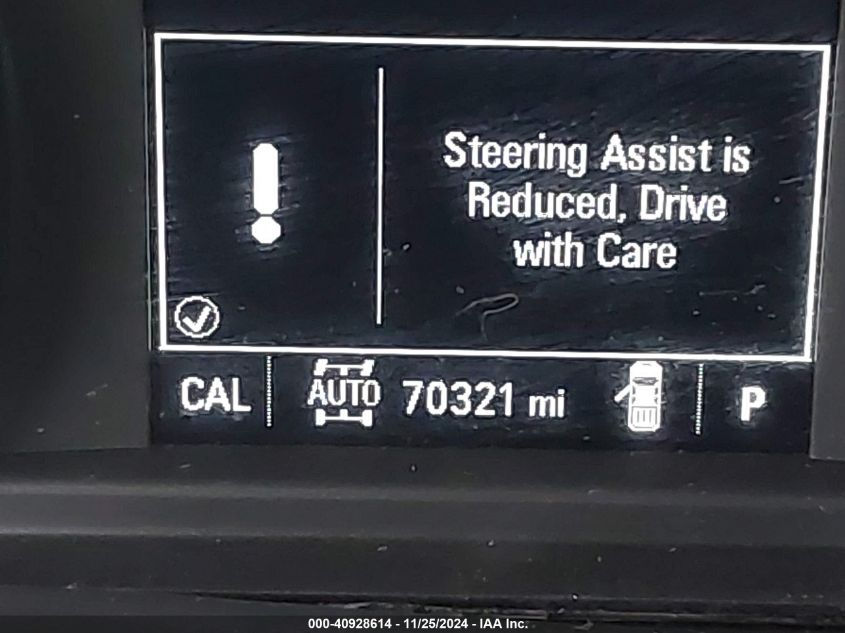 Steering Assist is
Reduced, Drive
with Care
CAL AUTO 70321 mi P
000-40928614 - 11/25/2024 - IAA Inc.